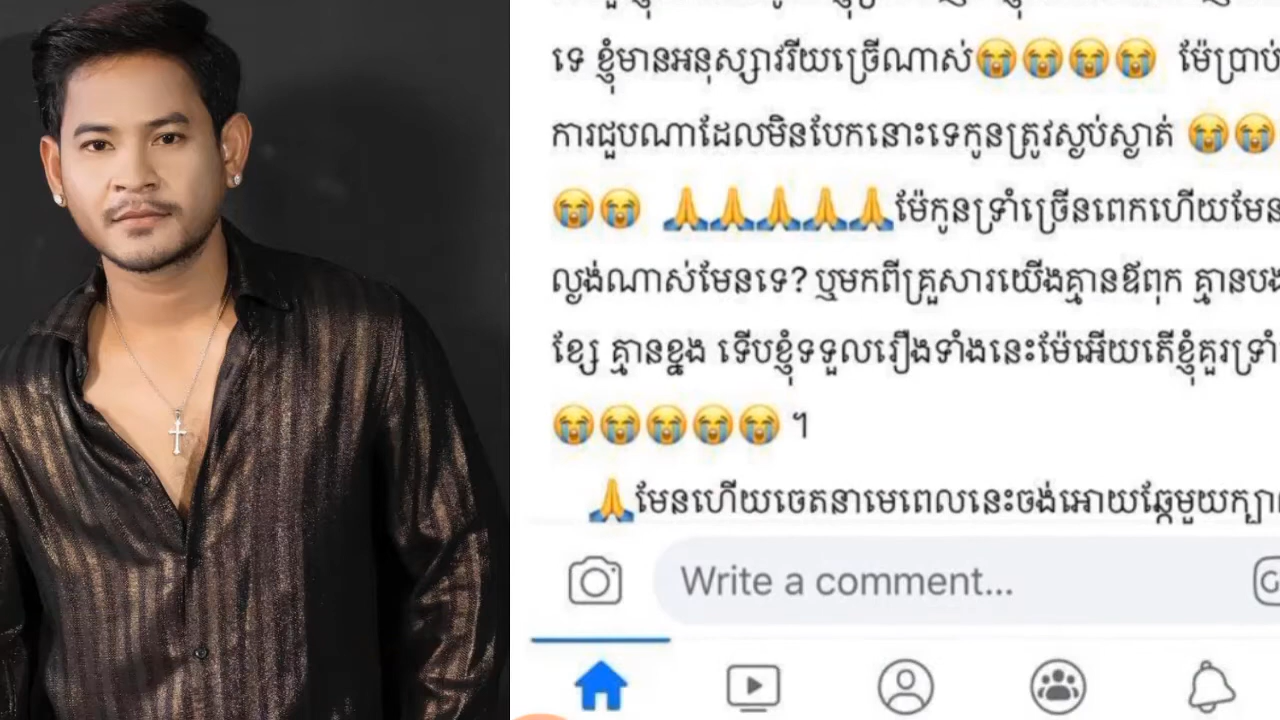 ទេ ខ្ញុំមានអនុស្សាវរីយច្រើណាស់😭😭😭😭 ម៉ែប្រាប់
ការជួបណាដែលមិនបែកនោះទេកូនត្រូវស្ងប់ស្ងាត់ 😭😭
😭😭 🙏🙏🙏🙏🙏ម៉ែកូនទ្រាំច្រើនពេកហើយមែន
ល្ងង់ណាស់មែនទេ? ឬមកពីគ្រួសារយើងគ្មានឪពុក គ្មានបង
ខ្សែ គ្មានខ្នង ទើបខ្ញុំទទួលរឿងទាំងនេះម៉ែអើយតើខ្ញុំគួរទ្រាំ
😭😭😭😭😭 ។
🙏មែនហើយចេតនាមេពេលនេះចង់អោយឆ្កែមួយក្បា
Write a comment...